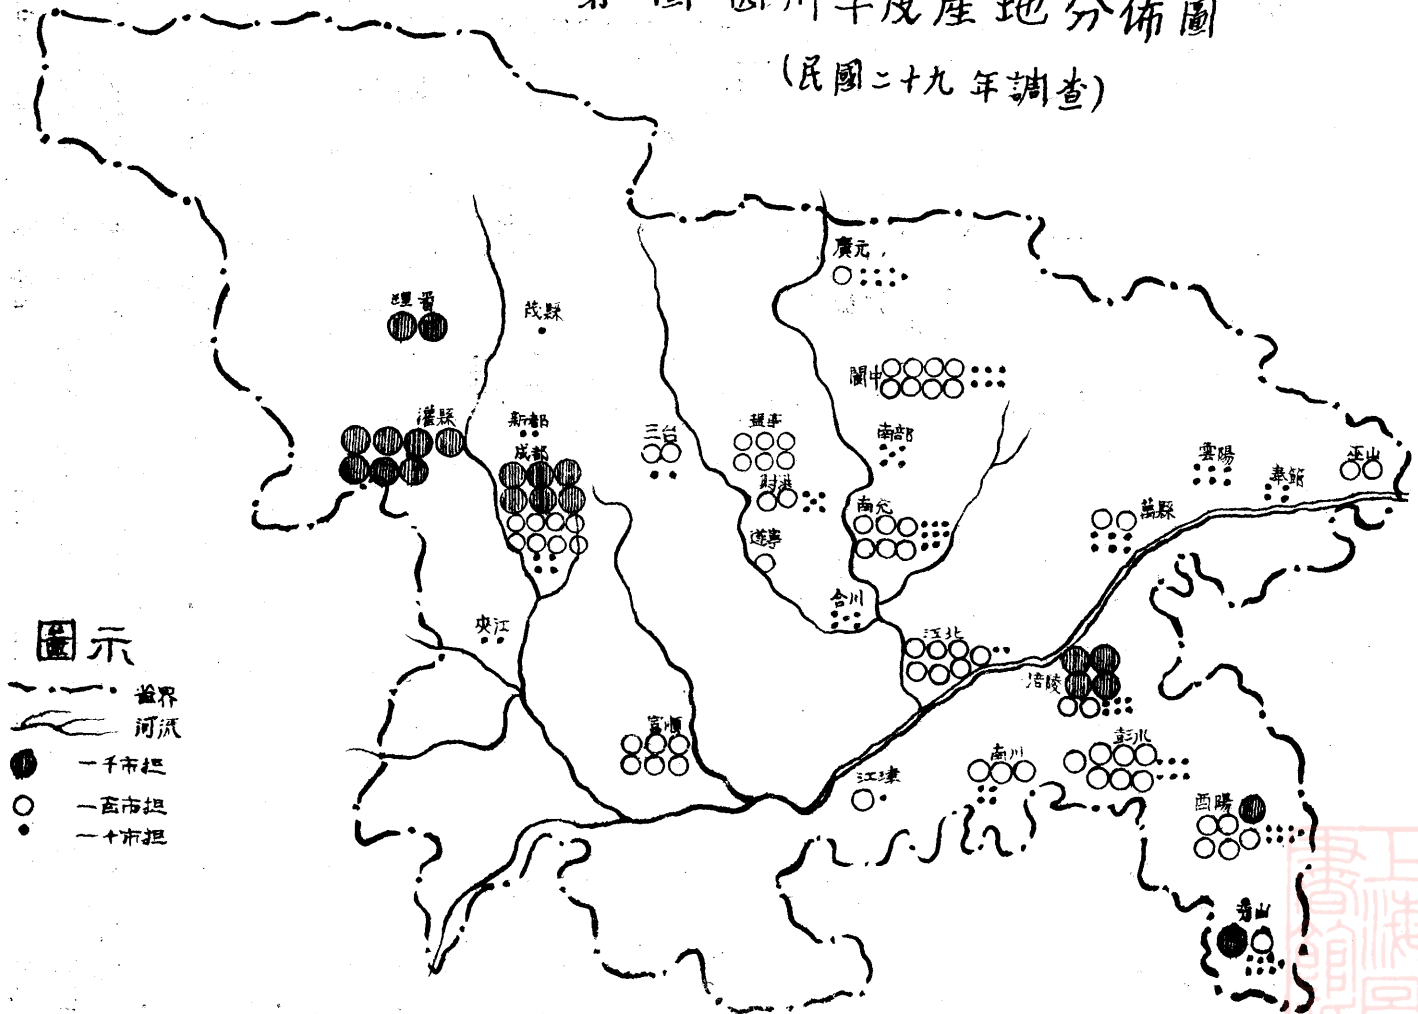 四川羊皮產地分佈圖
(民國二十九年調查)
廣元
理番
茂縣
閬中
灌縣
新都
成都
三台
鹽亭
南部
射洪
南充
遂寧
雲陽
奉節
巫山
萬縣
合川
夾江
江北
涪陵
圖示
省界
河流
一千市担
一百市担
一十市担
富順
江津
南川
彭水
酉陽
秀山